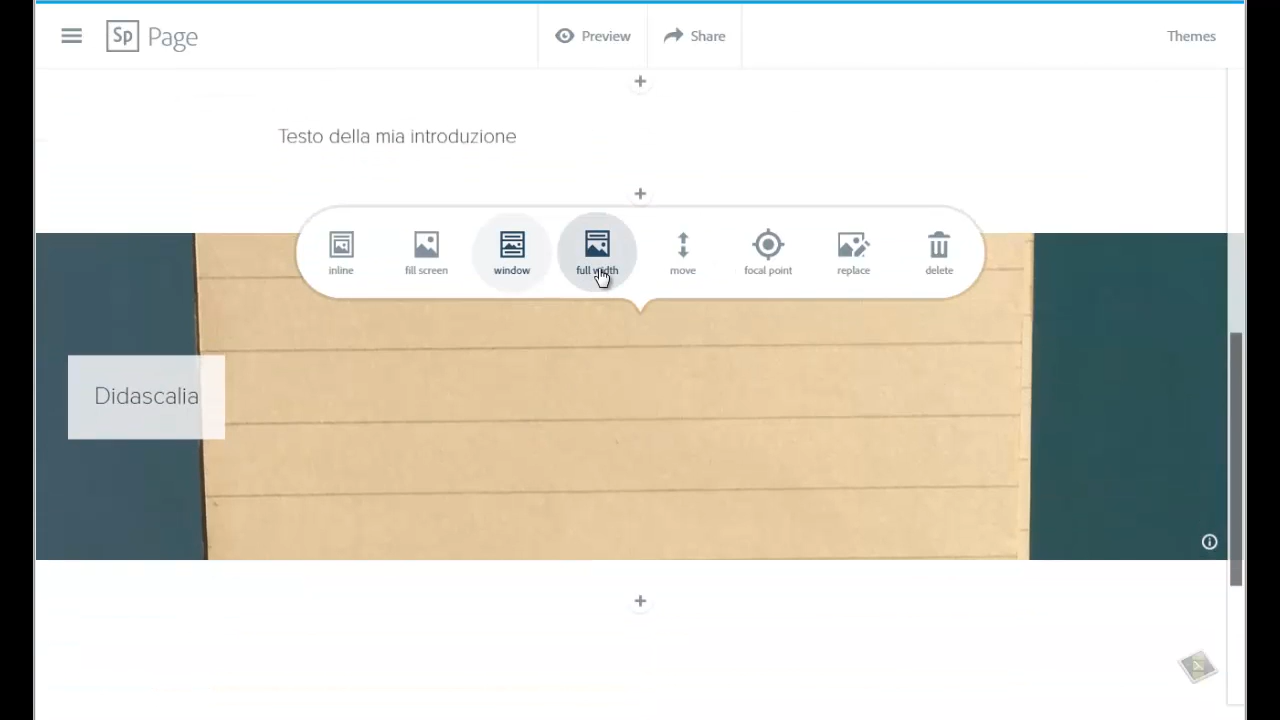 Sp Page Preview Share Themes
Testo della mia introduzione
inline fill screen window full width move focal point replace delete
Didascalia